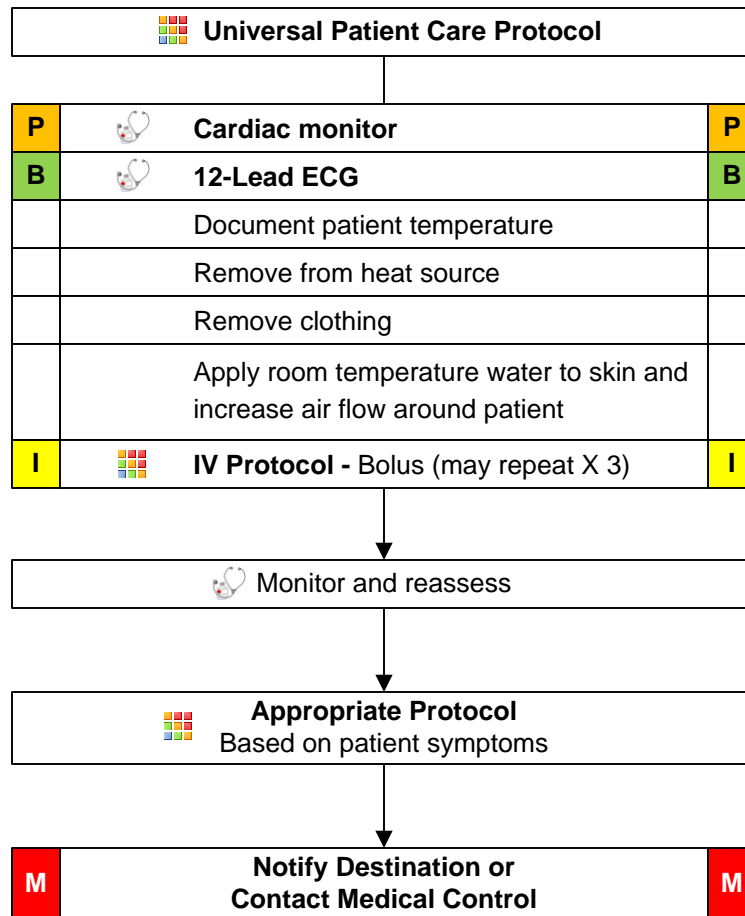 Universal Patient Care Protocol
P Cardiac monitor P
B 12-Lead ECG B
Document patient temperature
Remove from heat source
Remove clothing
Apply room temperature water to skin and
increase air flow around patient
I IV Protocol - Bolus (may repeat X 3) I
Monitor and reassess
Appropriate Protocol
Based on patient symptoms
M Notify Destination or M
Contact Medical Control